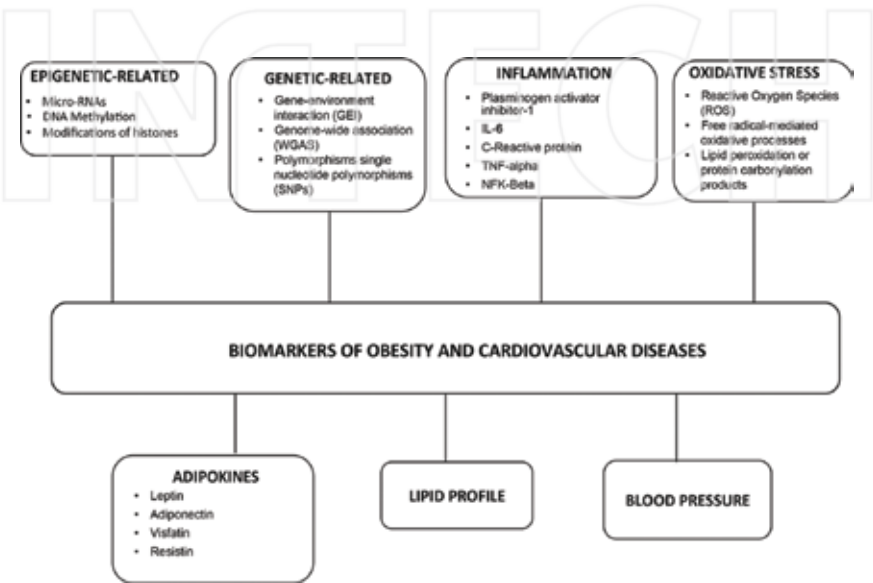 INTECH
EPIGENETIC-RELATED
• Micro-RNAs
• DNA Methylation
• Modifications of histones
GENETIC-RELATED
• Gene-environment
interaction (GEI)
• Genome-wide association
(WGAS)
• Polymorphisms single
nucleotide polymorphisms
(SNPs)
INFLAMMATION
• Plasminogen activator
inhibitor-1
• IL-6
• C-Reactive protein
• TNF-alpha
• NFK-Beta
OXIDATIVE STRESS
• Reactive Oxygen Species
(ROS)
• Free radical-mediated
oxidative processes
• Lipid peroxidation or
protein carbonylation
products
BIOMARKERS OF OBESITY AND CARDIOVASCULAR DISEASES
ADIPOKINES
• Leptin
• Adiponectin
• Visfatin
• Resistin
LIPID PROFILE
BLOOD PRESSURE